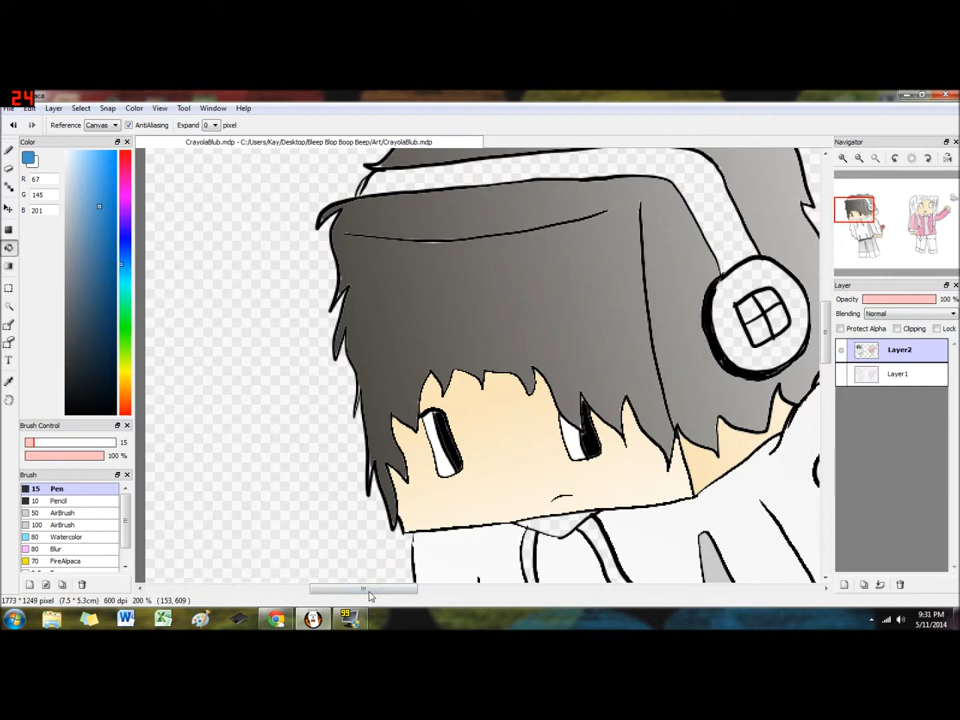 24
aca
File Edit Layer Select Snap Color View Tool Window Help
Reference Canvas AntiAliasing Expand 0 pixel
Color
CrayolaBlub.mdp - C:/Users/Kay/Desktop/Bleep Blop Boop Beep/Art/CrayolaBlub.mdp
Navigator
R 67
G 145
B 201
Layer
Opacity 100 %
Blending Normal
Protect Alpha Clipping Lock
Layer2
Layer1
Brush Control
15
100 %
Brush
15 Pen
10 Pencil
50 AirBrush
100 AirBrush
80 Watercolor
80 Blur
70 FireAlpaca
1773 * 1249 pixel (7.5 * 5.3cm) 600 dpi 200 % (153, 609)
99
9:31 PM
5/11/2014